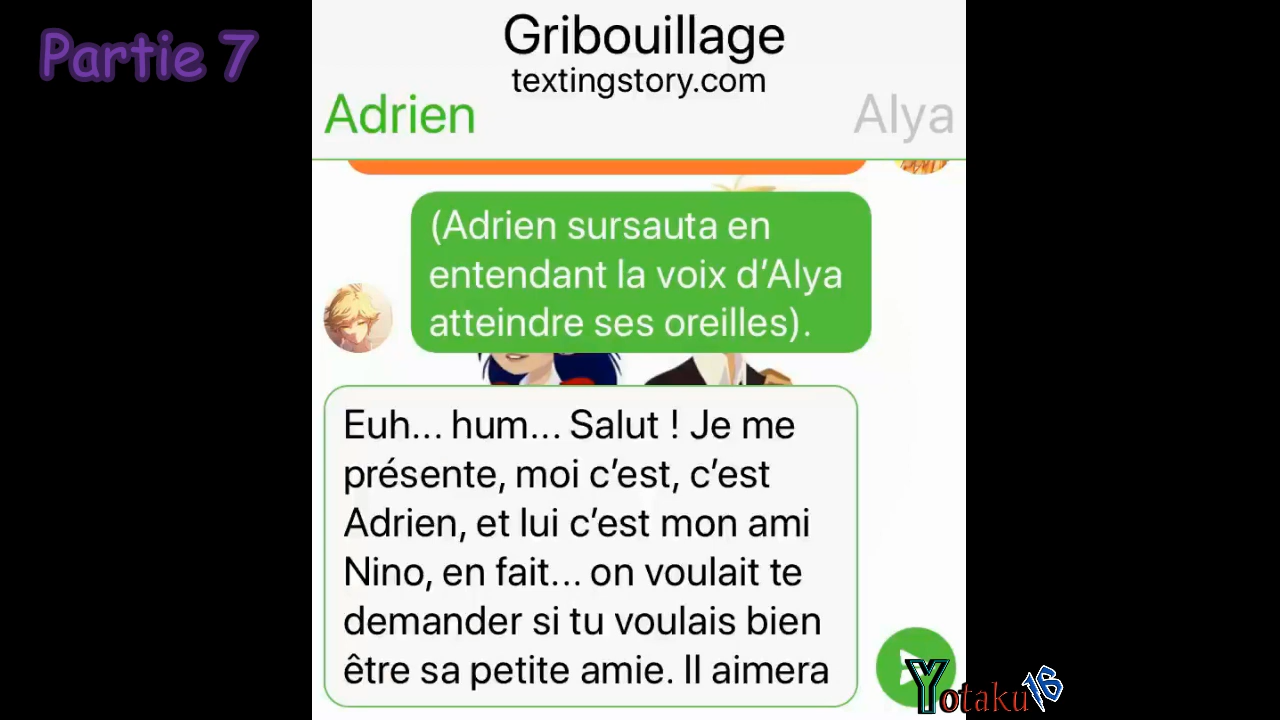 Partie 7
Gribouillage
textingstory.com
Adrien
Alya
(Adrien sursauta en
entendant la voix d’Alya
atteindre ses oreilles).
Euh... hum... Salut ! Je me
présente, moi c’est, c’est
Adrien, et lui c’est mon ami
Nino, en fait... on voulait te
demander si tu voulais bien
être sa petite amie. Il aimera
Yotaku16